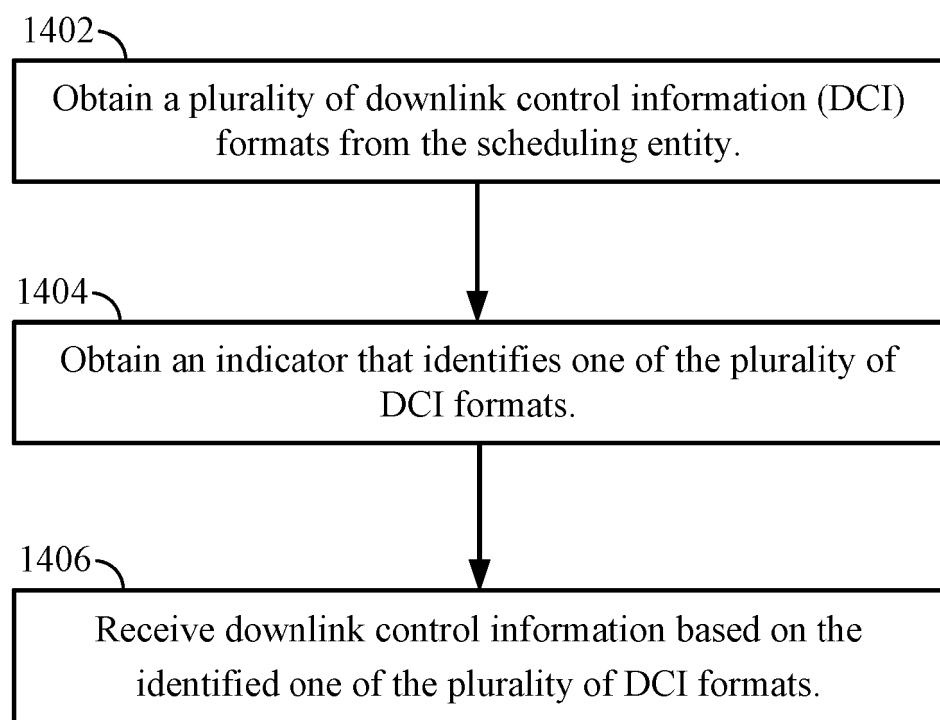 1402
Obtain a plurality of downlink control information (DCI)
formats from the scheduling entity.
1404
Obtain an indicator that identifies one of the plurality of
DCI formats.
1406
Receive downlink control information based on the
identified one of the plurality of DCI formats.